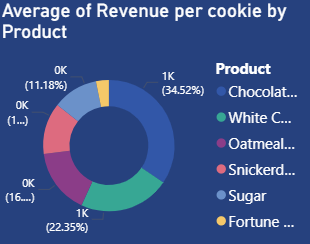 Average of Revenue per cookie by
Product
0K
(11.18%)
1K
(34.52%)
0K
(1...)
0K
(16....)
1K
(22.35%)
Product
Chocolat...
White C...
Oatmeal...
Snickerd...
Sugar
Fortune ...